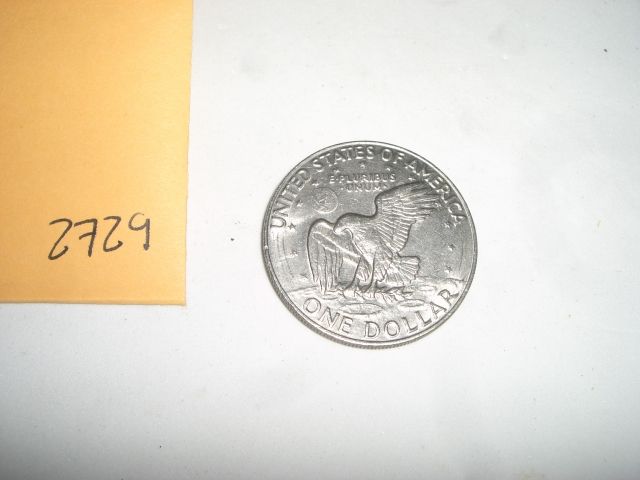 2729
UNITED STATES OF AMERICA
E PLURIBUS
UNUM
ONE DOLLAR